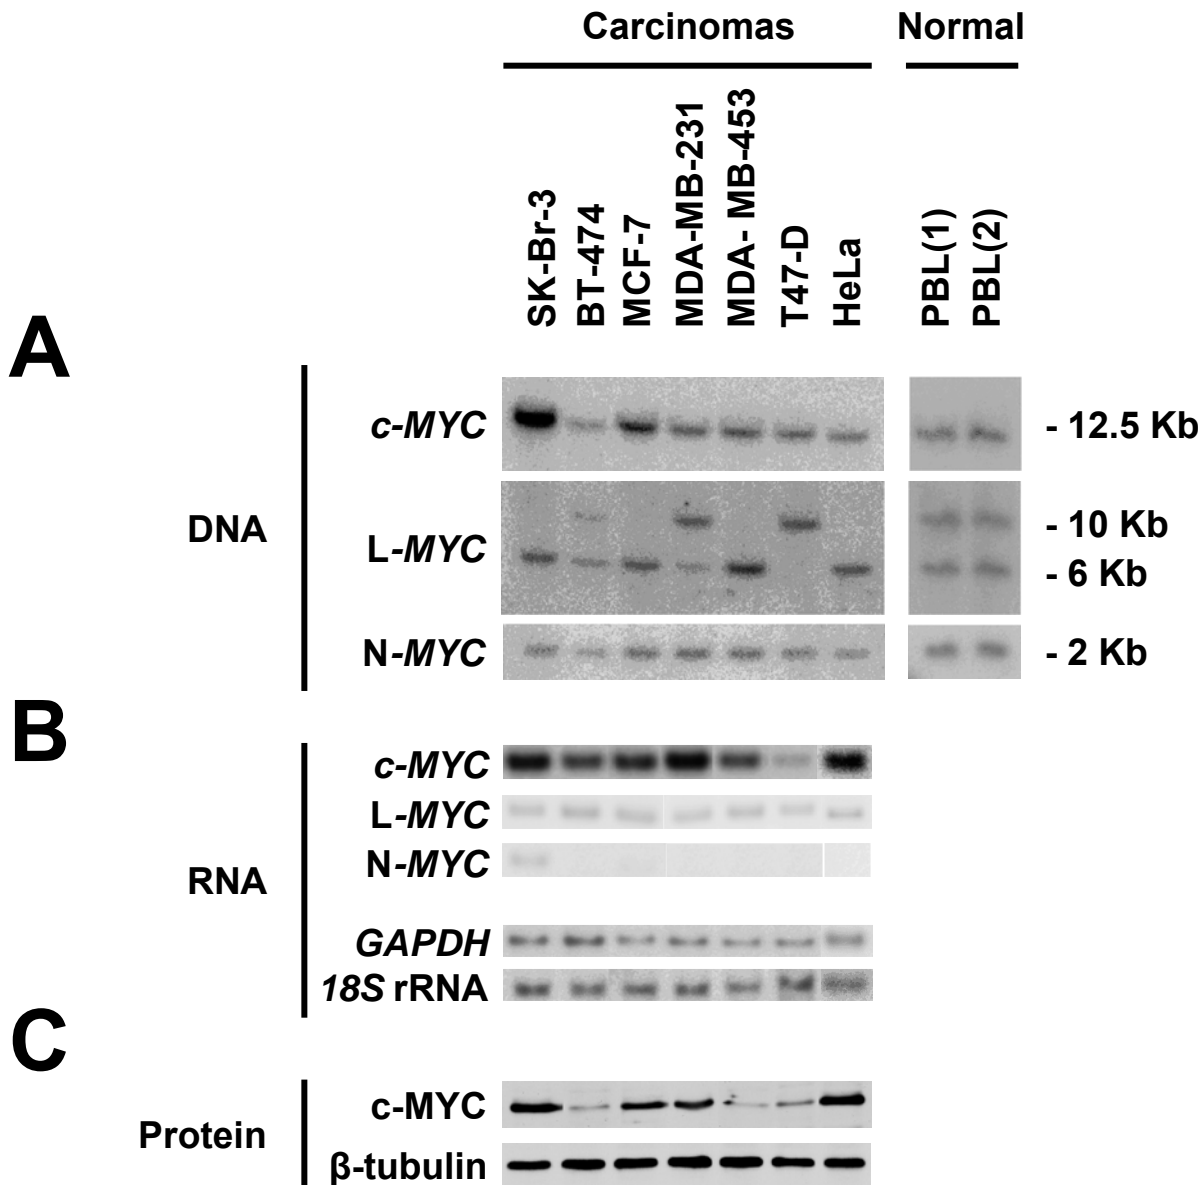 Carcinomas Normal
SK-Br-3
BT-474
MCF-7
MDA-MB-231
MDA- MB-453
T47-D
HeLa
PBL(1)
PBL(2)
A
DNA
c-MYC - 12.5 Kb
L-MYC - 10 Kb
- 6 Kb
N-MYC - 2 Kb
B
RNA
c-MYC
L-MYC
N-MYC
GAPDH
18S rRNA
C
Protein
c-MYC
β-tubulin